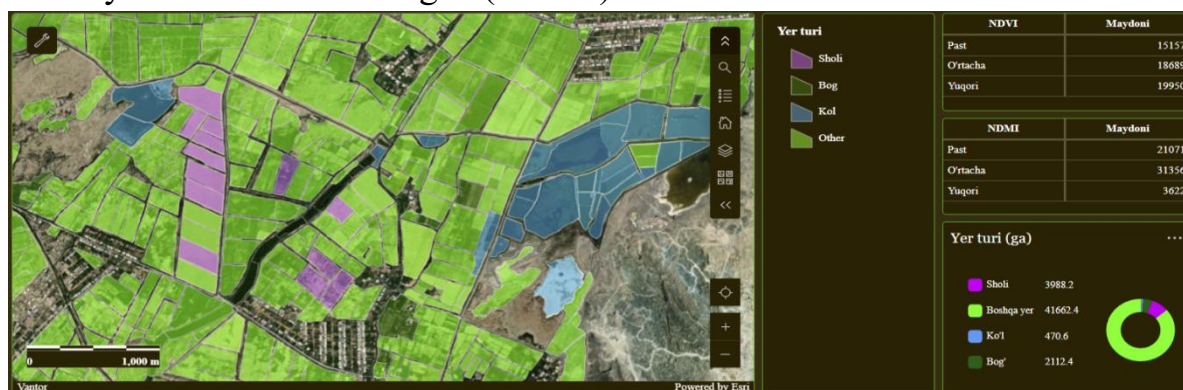 Yer turi
Sholi
Bog
Kol
Other
NDVI Maydoni
Past 15157
O'rtacha 18689
Yuqori 19950
NDMI Maydoni
Past 21071
O'rtacha 31356
Yuqori 3622
Yer turi (ga)
Sholi 3988.2
Boshqa yer 41662.4
Ko'l 470.6
Bog' 2112.4
0 1,000 m
Vantor Powered by Esri